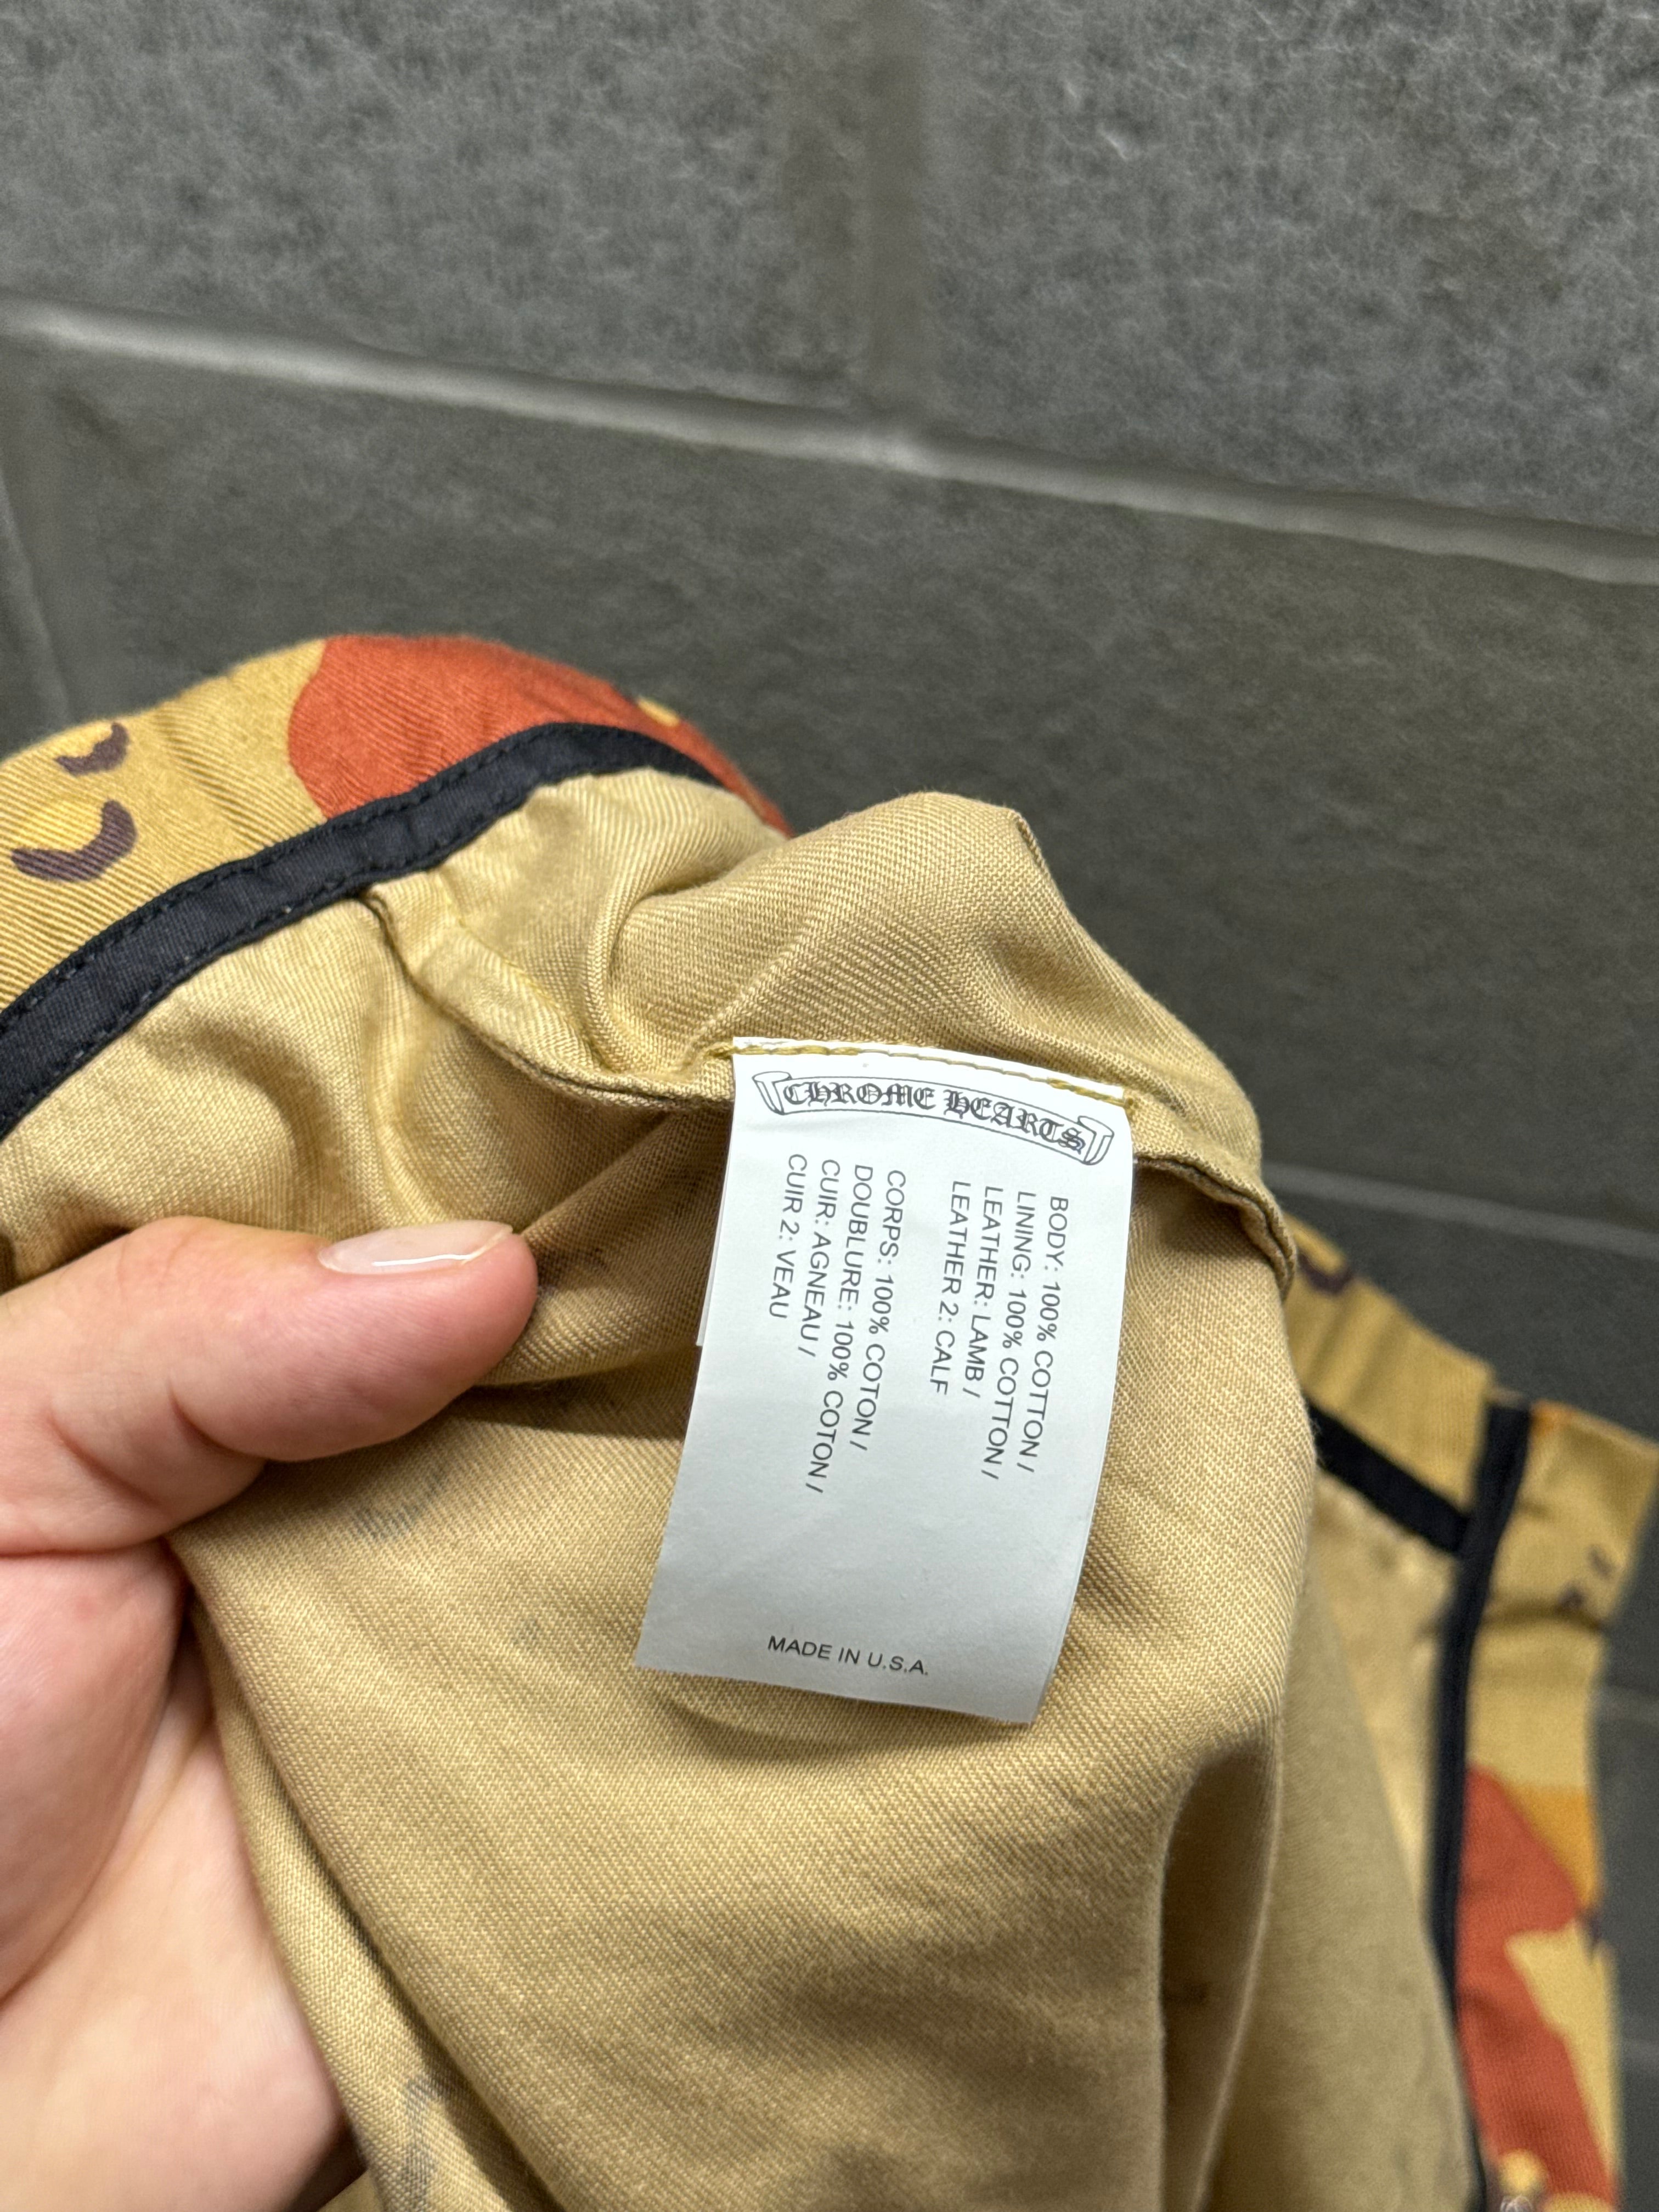 CHROME HEARTS
BODY: 100% COTTON /
LINING: 100% COTTON /
LEATHER: LAMB /
LEATHER 2: CALF
CORPS: 100% COTON /
DOUBLURE: 100% COTON /
CUIR: AGNEAU /
CUIR 2: VEAU
MADE IN U.S.A.